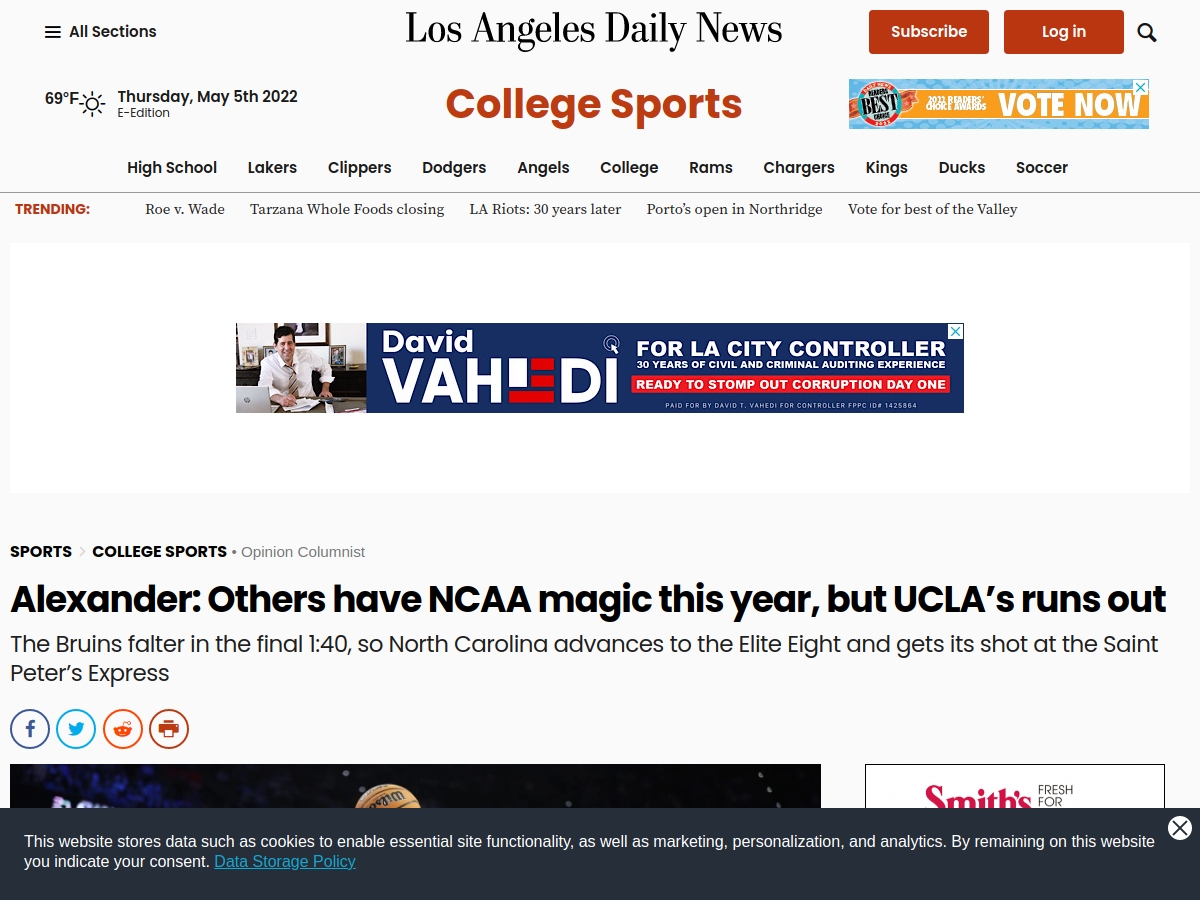 All Sections
Los Angeles Daily News
Subscribe
Log in
69°F
Thursday, May 5th 2022
E-Edition
College Sports
BEST
2022 READERS'
CHOICE AWARDS
VOTE NOW
High School Lakers Clippers Dodgers Angels College Rams Chargers Kings Ducks Soccer
TRENDING: Roe v. Wade Tarzana Whole Foods closing LA Riots: 30 years later Porto’s open in Northridge Vote for best of the Valley
David
VAHEDI
FOR LA CITY CONTROLLER
30 YEARS OF CIVIL AND CRIMINAL AUDITING EXPERIENCE
READY TO STOMP OUT CORRUPTION DAY ONE
PAID FOR BY DAVID T. VAHEDI FOR CONTROLLER FPPC ID# 1425864
SPORTS COLLEGE SPORTS • Opinion Columnist
Alexander: Others have NCAA magic this year, but UCLA’s runs out
The Bruins falter in the final 1:40, so North Carolina advances to the Elite Eight and gets its shot at the Saint
Peter’s Express
Smith's
FRESH
FOR
This website stores data such as cookies to enable essential site functionality, as well as marketing, personalization, and analytics. By remaining on this website
you indicate your consent. Data Storage Policy